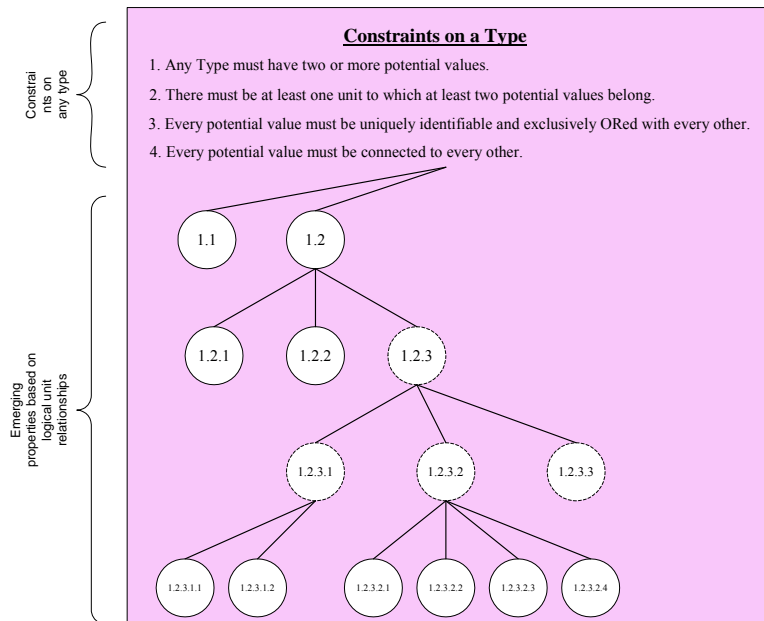 Constraints on a Type
Constrai
nts on
any type
1. Any Type must have two or more potential values.
2. There must be at least one unit to which at least two potential values belong.
3. Every potential value must be uniquely identifiable and exclusively ORed with every other.
4. Every potential value must be connected to every other.
Emerging
properties based on
logical unit
relationships
1.1
1.2
1.2.1
1.2.2
1.2.3
1.2.3.1
1.2.3.2
1.2.3.3
1.2.3.1.1
1.2.3.1.2
1.2.3.2.1
1.2.3.2.2
1.2.3.2.3
1.2.3.2.4